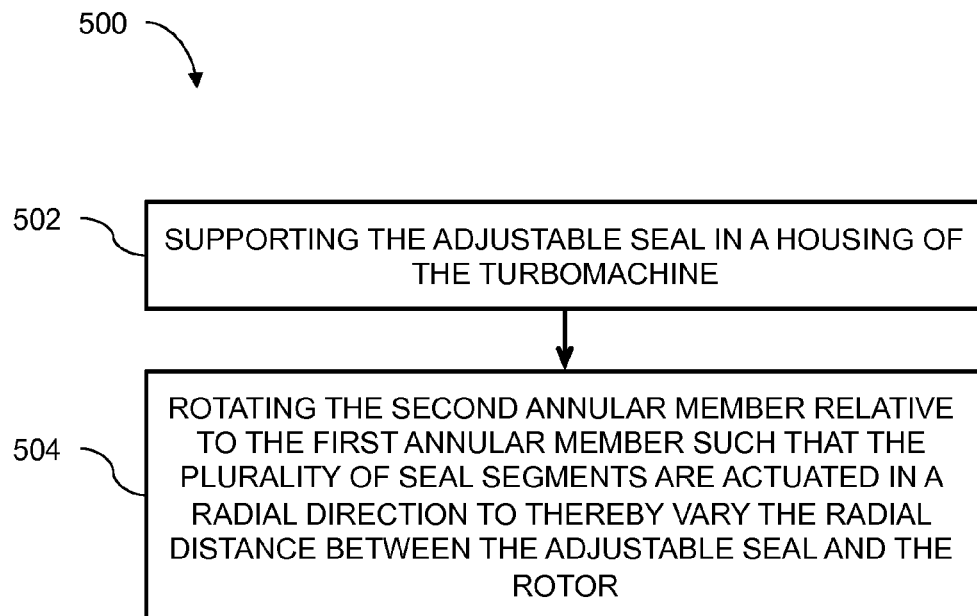 500
502
SUPPORTING THE ADJUSTABLE SEAL IN A HOUSING OF
THE TURBOMACHINE
504
ROTATING THE SECOND ANNULAR MEMBER RELATIVE
TO THE FIRST ANNULAR MEMBER SUCH THAT THE
PLURALITY OF SEAL SEGMENTS ARE ACTUATED IN A
RADIAL DIRECTION TO THEREBY VARY THE RADIAL
DISTANCE BETWEEN THE ADJUSTABLE SEAL AND THE
ROTOR